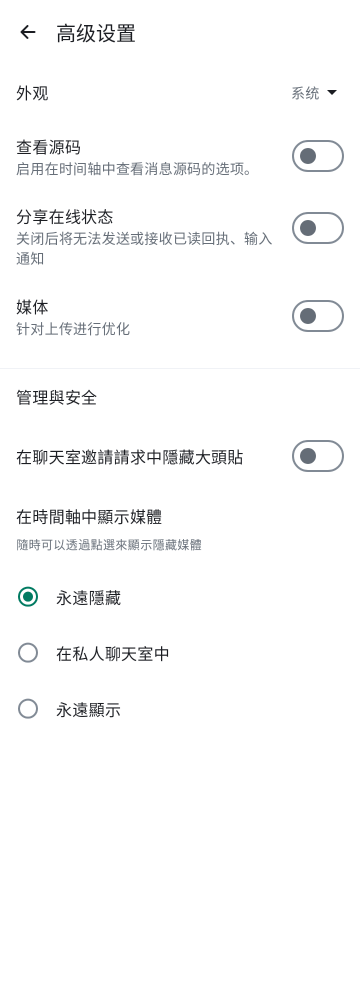 高级设置
外观
系统
查看源码
启用在时间轴中查看消息源码的选项。
分享在线状态
关闭后将无法发送或接收已读回执、输入
通知
媒体
针对上传进行优化
管理與安全
在聊天室邀請請求中隱藏大頭貼
在時間軸中顯示媒體
隨時可以透過點選來顯示隱藏媒體
永遠隱藏
在私人聊天室中
永遠顯示